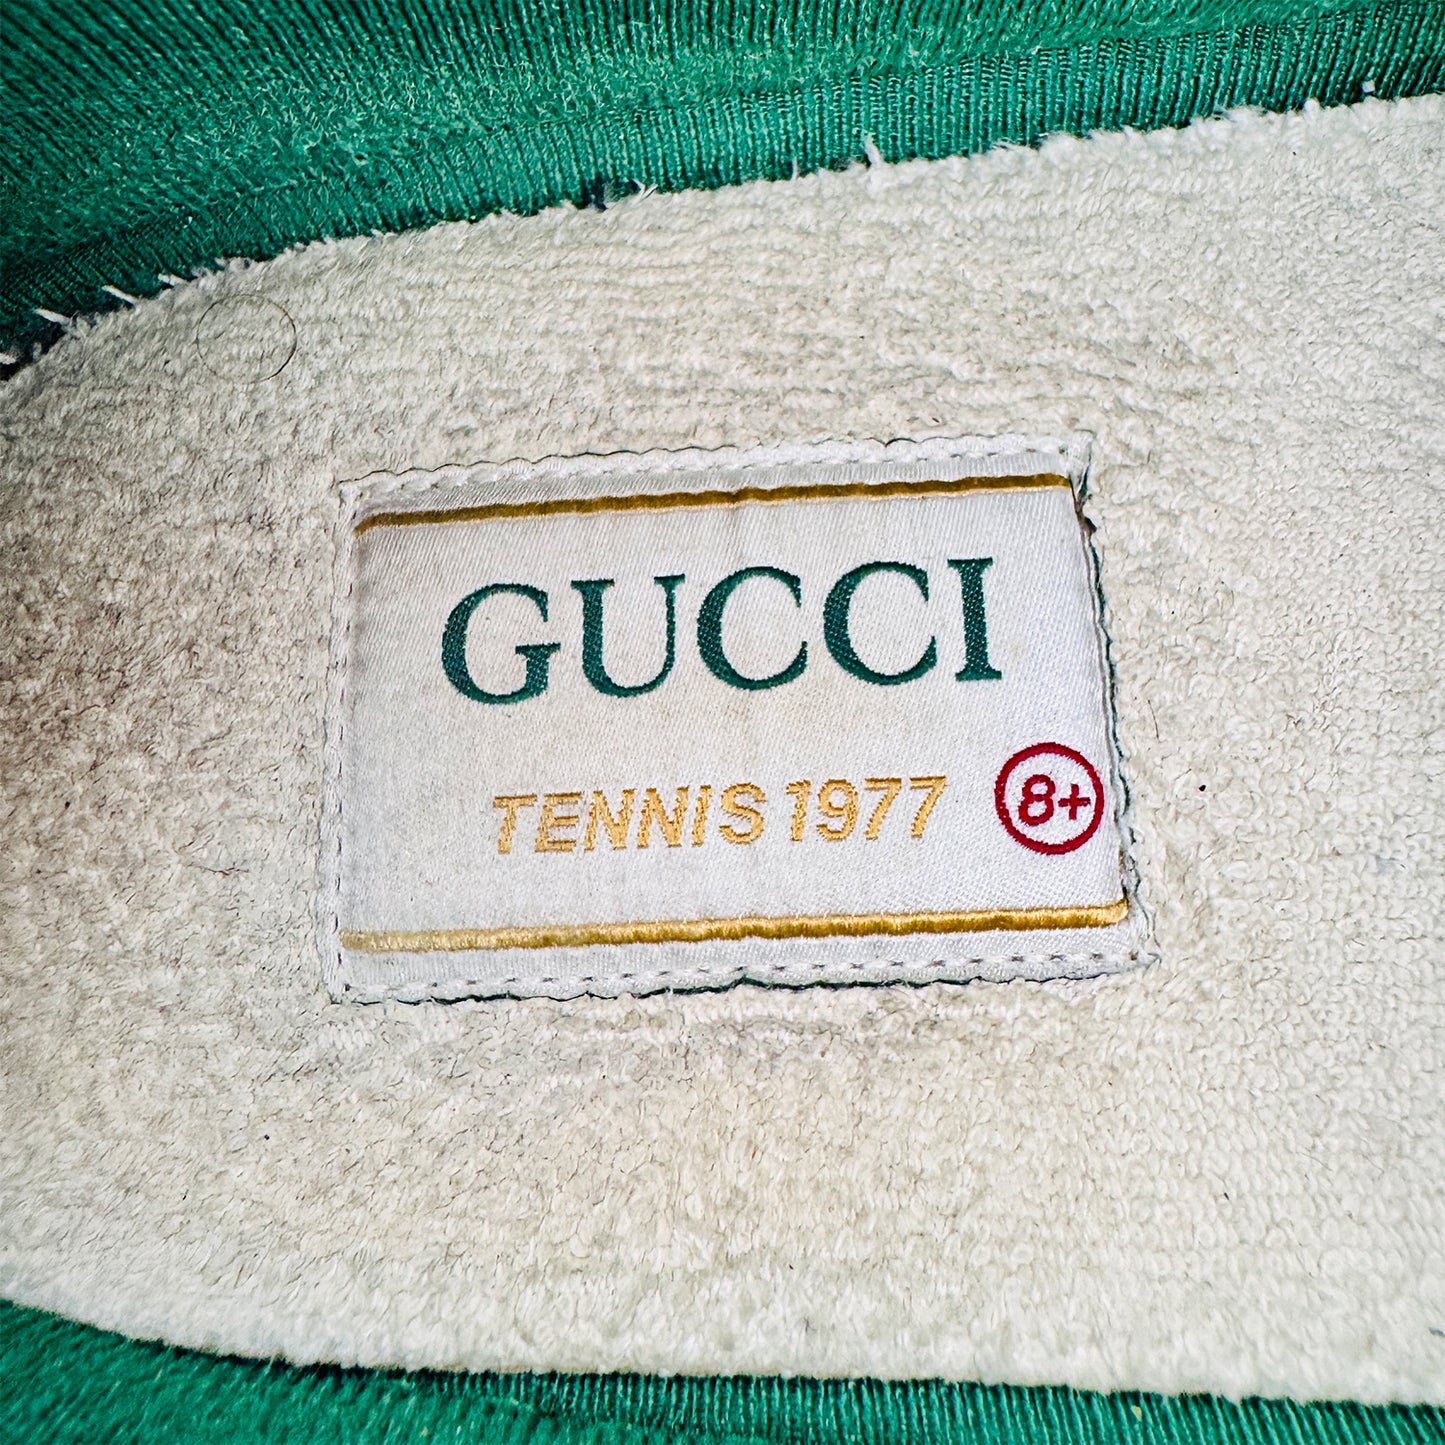 GUCCI
TENNIS 1977
8+